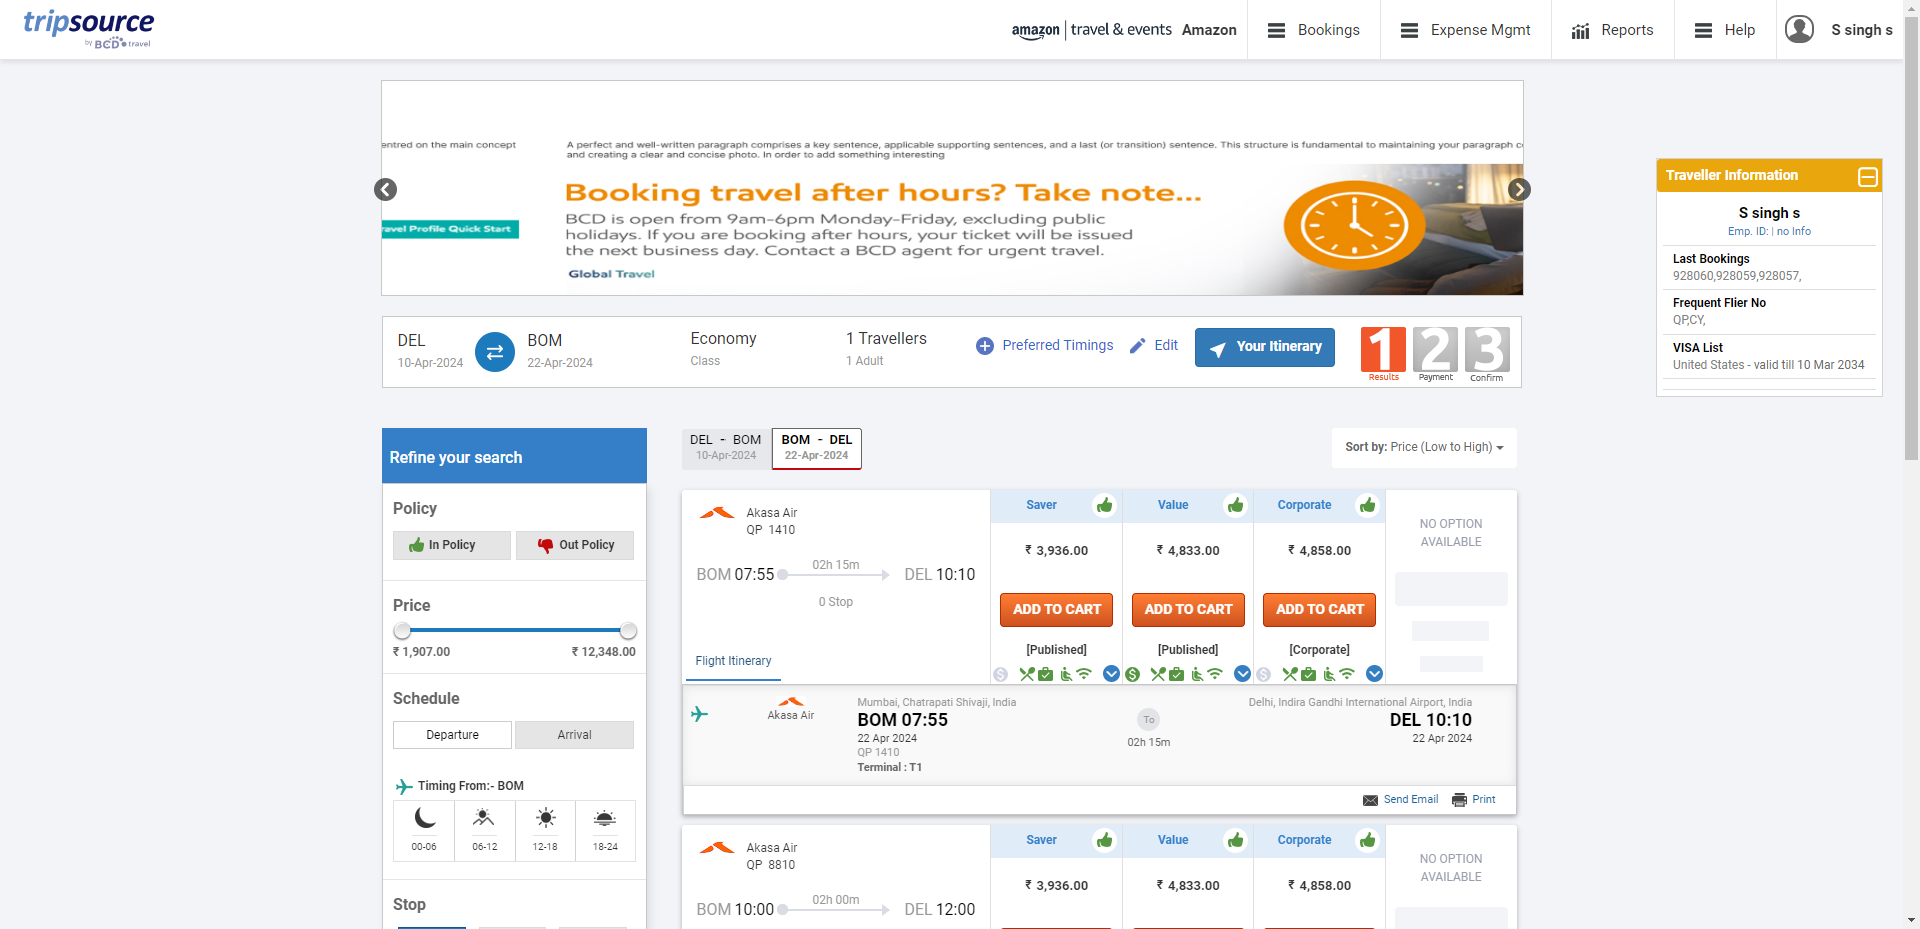 tripsource
by BCD travel
amazon | travel & events Amazon
Bookings
Expense Mgmt
Reports
Help
S singh s
entred on the main concept
A perfect and well-written paragraph comprises a key sentence, applicable supporting sentences, and a last (or transition) sentence. This structure is fundamental to maintaining your paragraph c
and creating a clear and concise photo. In order to add something interesting
Booking travel after hours? Take note...
BCD is open from 9am-6pm Monday-Friday, excluding public
holidays. If you are booking after hours, your ticket will be issued
the next business day. Contact a BCD agent for urgent travel.
Global Travel
ravel Profile Quick Start
Traveller Information
S singh s
Emp. ID: | no Info
Last Bookings
928060,928059,928057,
Frequent Flier No
QP,CY,
VISA List
United States - valid till 10 Mar 2034
DEL
10-Apr-2024
BOM
22-Apr-2024
Economy
Class
1 Travellers
1 Adult
Preferred Timings
Edit
Your Itinerary
1 2 3
Results Payment Confirm
Refine your search
Policy
In Policy
Out Policy
Price
₹ 1,907.00
₹ 12,348.00
Schedule
Departure
Arrival
Timing From:- BOM
00-06
06-12
12-18
18-24
Stop
DEL - BOM
10-Apr-2024
BOM - DEL
22-Apr-2024
Sort by: Price (Low to High)
Akasa Air
QP 1410
BOM 07:55
02h 15m
DEL 10:10
0 Stop
Flight Itinerary
Saver
₹ 3,936.00
ADD TO CART
[Published]
Value
₹ 4,833.00
ADD TO CART
[Published]
Corporate
₹ 4,858.00
ADD TO CART
[Corporate]
NO OPTION
AVAILABLE
Akasa Air
Mumbai, Chatrapati Shivaji, India
BOM 07:55
22 Apr 2024
QP 1410
Terminal : T1
To
02h 15m
Delhi, Indira Gandhi International Airport, India
DEL 10:10
22 Apr 2024
Send Email
Print
Akasa Air
QP 8810
BOM 10:00
02h 00m
DEL 12:00
Saver
₹ 3,936.00
Value
₹ 4,833.00
Corporate
₹ 4,858.00
NO OPTION
AVAILABLE